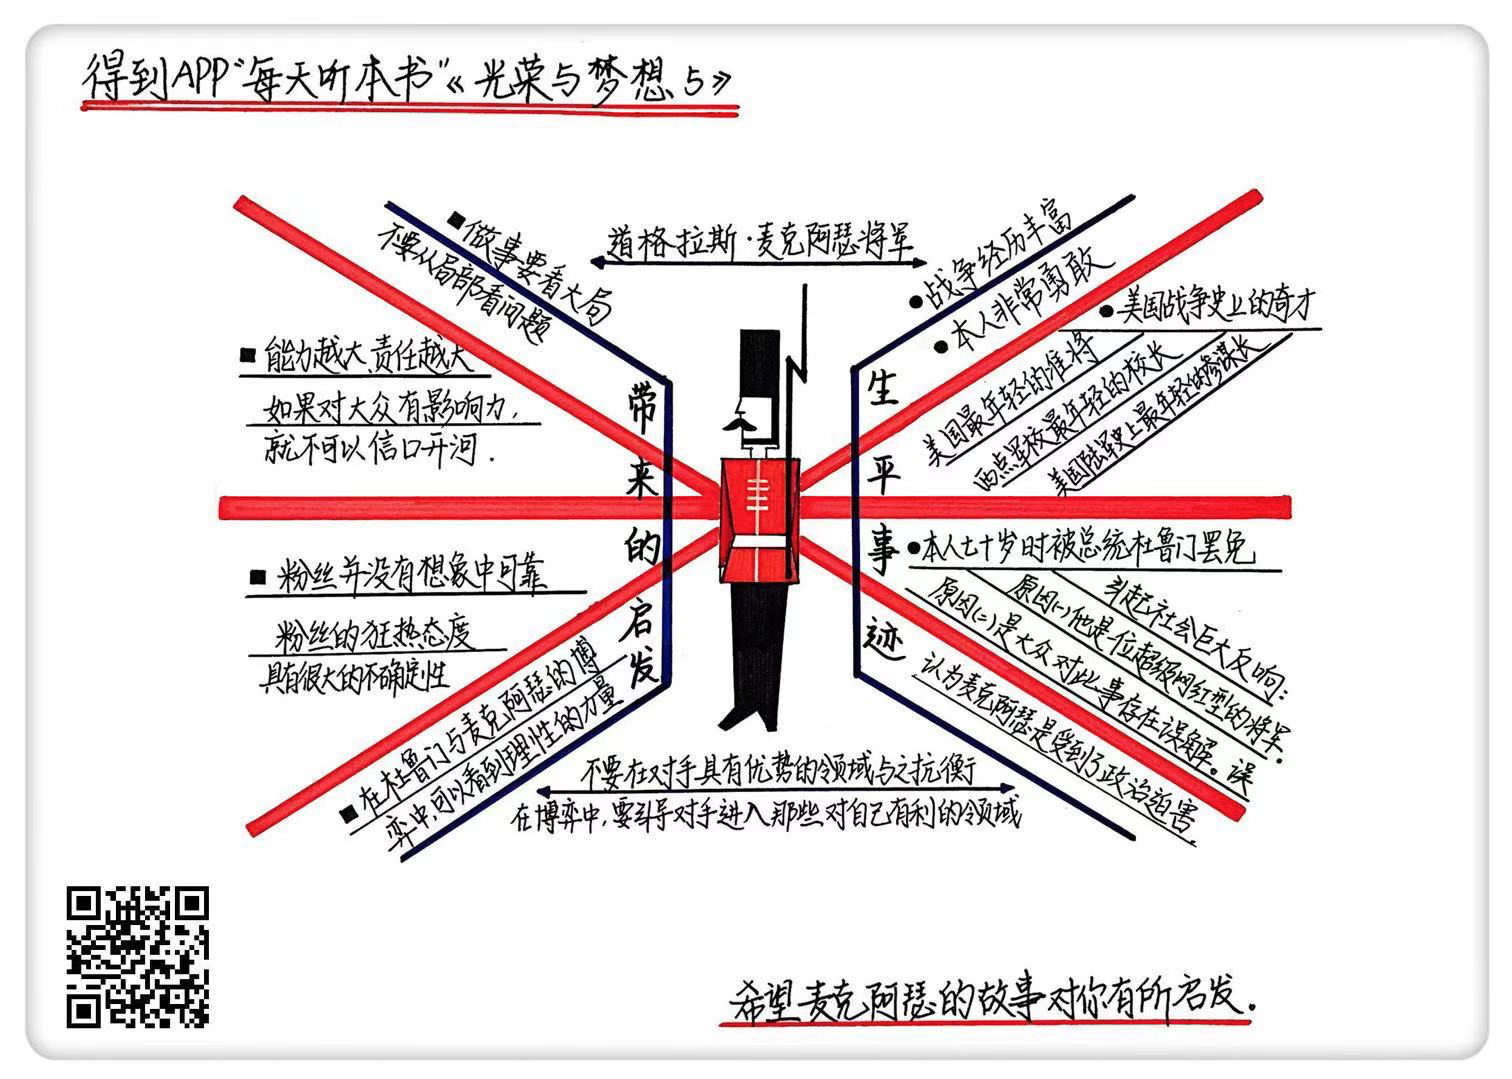 得到APP“每天听本书”《光荣与梦想5》
道格拉斯·麦克阿瑟将军
■做事要看大局
不要从局部看问题
■能力越大、责任越大
如果对大众有影响力,
就不可以信口开河.
带来的启发
■粉丝并没有想象中可靠
粉丝的狂热态度
具有很大的不确定性
■在杜鲁门与麦克阿瑟的博
弈中,可以看到理性的力量
生平事迹
●战争经历丰富
●本人非常勇敢
●美国战争史上的奇才
美国最年轻的准将
西点军校最年轻的校长
美国陆军史上最年轻的参谋长
●本人七十岁时被总统杜鲁门罢免
引起社会巨大反响:
原因(一)他是一位超级网红型的将军.
原因(二)是大众对此事存在误解。误
认为麦克阿瑟是受到了政治迫害.
不要在对手具有优势的领域与之抗衡
在博弈中,要引导对手进入那些对自己有利的领域
希望麦克阿瑟的故事对你有所启发.